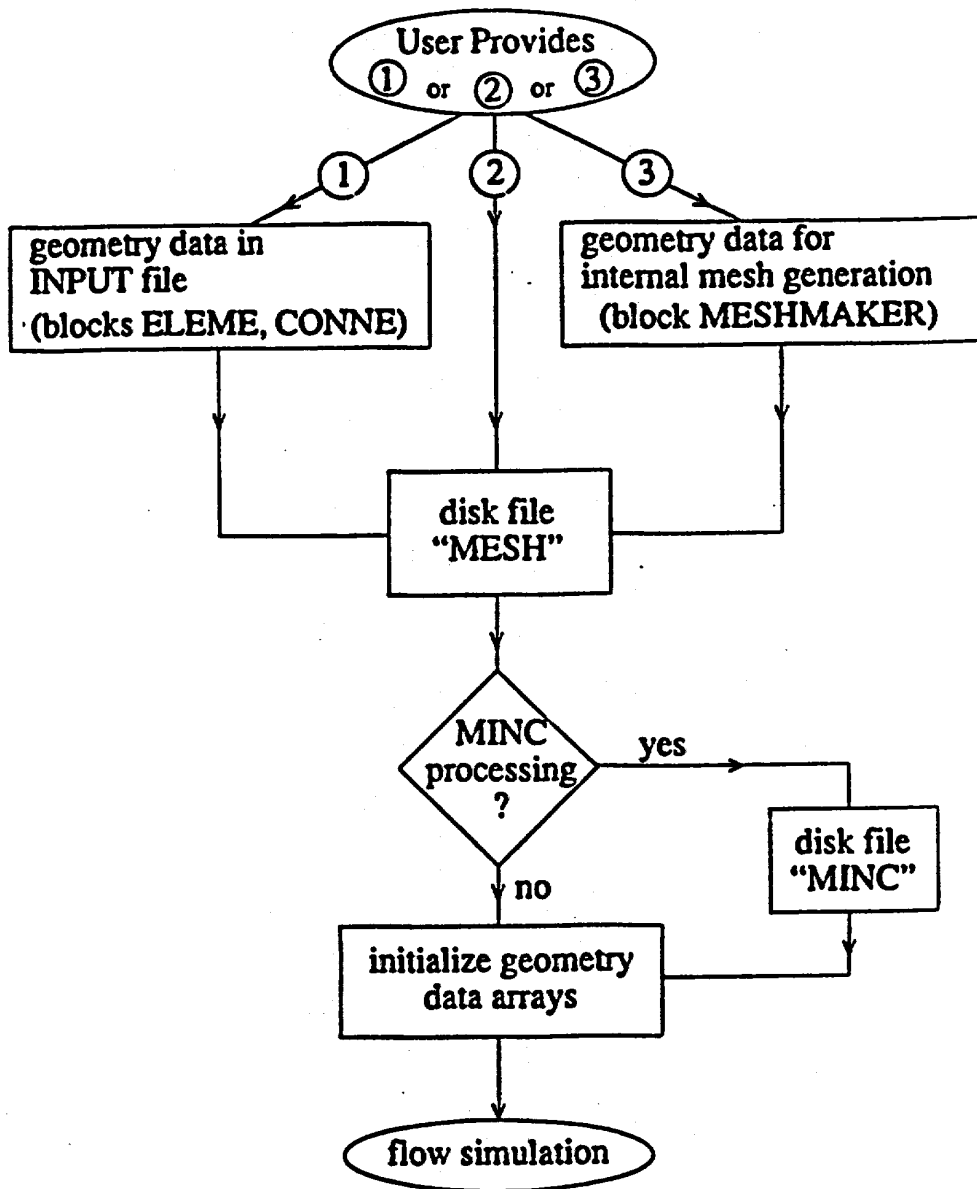 User Provides
① or ② or ③
① ② ③
geometry data in
INPUT file
(blocks ELEME, CONNE)
geometry data for
internal mesh generation
(block MESHMAKER)
disk file
“MESH”
MINC
processing
?
yes
disk file
“MINC”
no
initialize geometry
data arrays
flow simulation